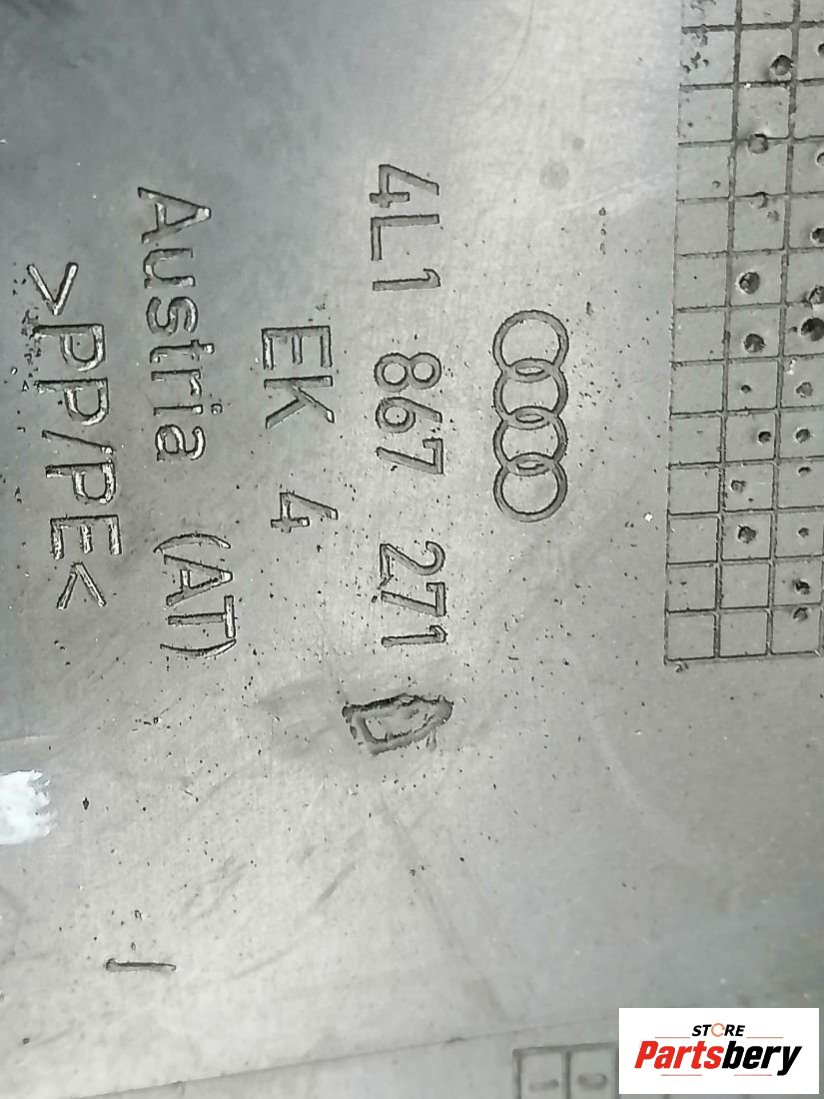 4L1 867 271 D
EK 4
Austria (AT)
>PP/PE<
STORE
Partsbery